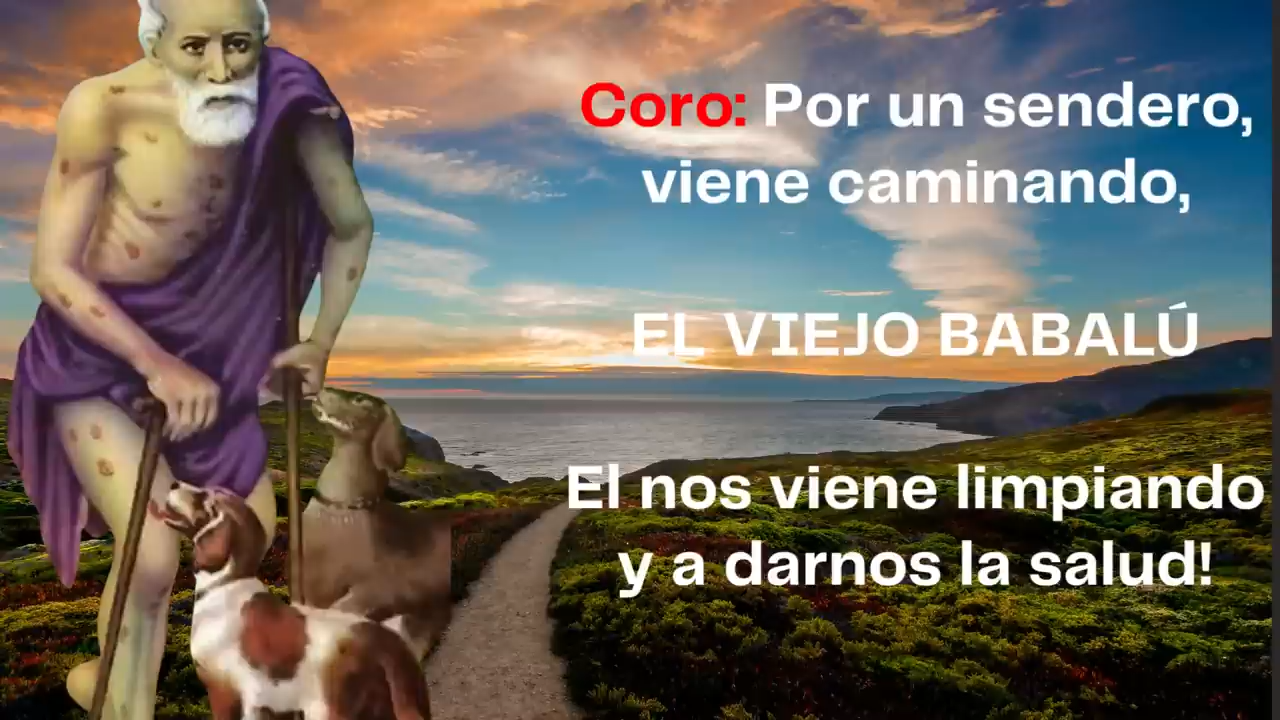 Coro: Por un sendero,
viene caminando,
EL VIEJO BABALÚ
El nos viene limpiando
y a darnos la salud!